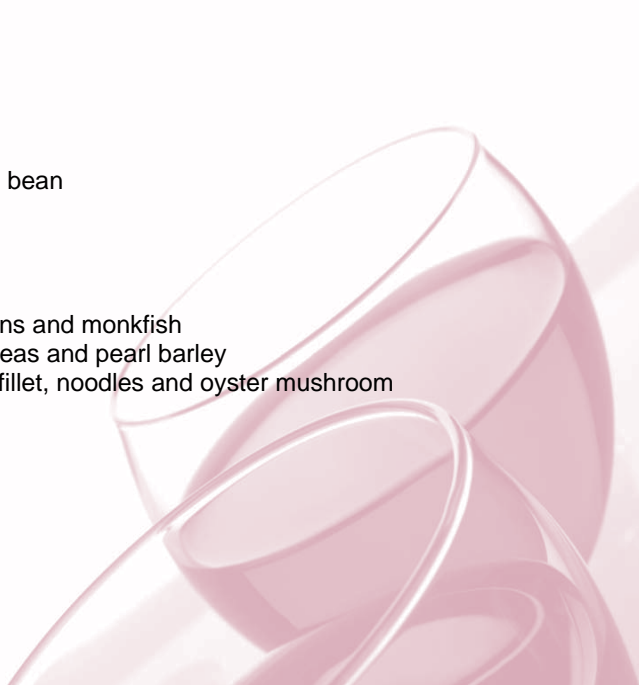 bean
ns and monkfish
eas and pearl barley
fillet, noodles and oyster mushroom